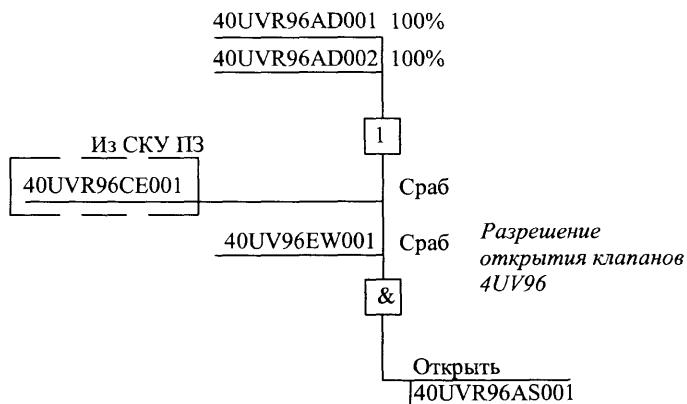 40UVR96AD001 100%
40UVR96AD002 100%
1
Из СКУ ПЗ
40UVR96CE001
Сраб
40UV96EW001 Сраб
Разрешение
открытия клапанов
4UV96
&
Открыть
40UVR96AS001